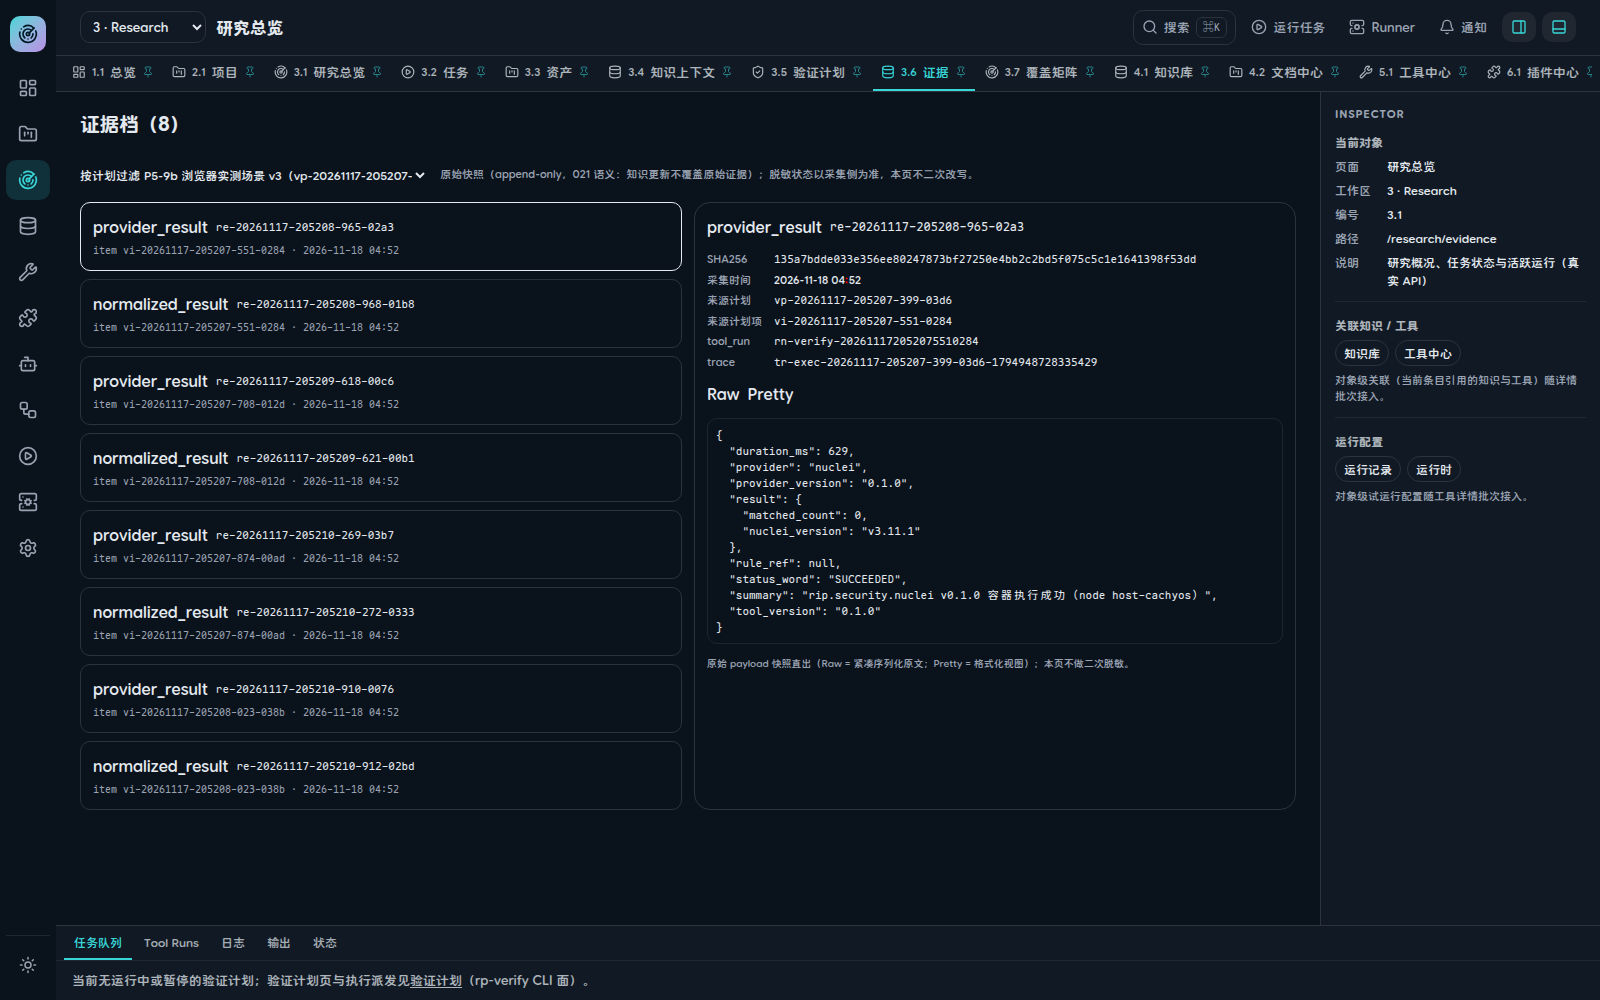 3 · Research
研究总览
搜索 ⌘K
运行任务
Runner
通知
1.1 总览
2.1 项目
3.1 研究总览
3.2 任务
3.3 资产
3.4 知识上下文
3.5 验证计划
3.6 证据
3.7 覆盖矩阵
4.1 知识库
4.2 文档中心
5.1 工具中心
6.1 插件中心
证据档（8）
按计划过滤 P5-9b 浏览器实测场景 v3（vp-20261117-205207-
原始快照（append-only，021 语义：知识更新不覆盖原始证据）；脱敏状态以采集侧为准，本页不二次改写。
provider_result re-20261117-205208-965-02a3
item vi-20261117-205207-551-0284 · 2026-11-18 04:52
normalized_result re-20261117-205208-968-01b8
item vi-20261117-205207-551-0284 · 2026-11-18 04:52
provider_result re-20261117-205209-618-00c6
item vi-20261117-205207-708-012d · 2026-11-18 04:52
normalized_result re-20261117-205209-621-00b1
item vi-20261117-205207-708-012d · 2026-11-18 04:52
provider_result re-20261117-205210-269-03b7
item vi-20261117-205207-874-00ad · 2026-11-18 04:52
normalized_result re-20261117-205210-272-0333
item vi-20261117-205207-874-00ad · 2026-11-18 04:52
provider_result re-20261117-205210-910-0076
item vi-20261117-205208-023-038b · 2026-11-18 04:52
normalized_result re-20261117-205210-912-02bd
item vi-20261117-205208-023-038b · 2026-11-18 04:52
provider_result re-20261117-205208-965-02a3
SHA256 135a7bdde033e356ee80247873bf27250e4bb2c2bd5f075c5c1e1641398f53dd
采集时间 2026-11-18 04:52
来源计划 vp-20261117-205207-399-03d6
来源计划项 vi-20261117-205207-551-0284
tool_run rn-verify-202611172052075510284
trace tr-exec-20261117-205207-399-03d6-1794948728335429
Raw Pretty
{
"duration_ms": 629,
"provider": "nuclei",
"provider_version": "0.1.0",
"result": {
"matched_count": 0,
"nuclei_version": "v3.11.1"
},
"rule_ref": null,
"status_word": "SUCCEEDED",
"summary": "rip.security.nuclei v0.1.0 容器执行成功（node host-cachyos）",
"tool_version": "0.1.0"
}
原始 payload 快照直出（Raw = 紧凑序列化原文；Pretty = 格式化视图）；本页不做二次脱敏。
INSPECTOR
当前对象
页面 研究总览
工作区 3 · Research
编号 3.1
路径 /research/evidence
说明 研究概况、任务状态与活跃运行（真
实 API）
关联知识 / 工具
知识库 工具中心
对象级关联（当前条目引用的知识与工具）随详情
批次接入。
运行配置
运行记录 运行时
对象级试运行配置随工具详情批次接入。
任务队列 Tool Runs 日志 输出 状态
当前无运行中或暂停的验证计划；验证计划页与执行派发见验证计划（rp-verify CLI 面）。